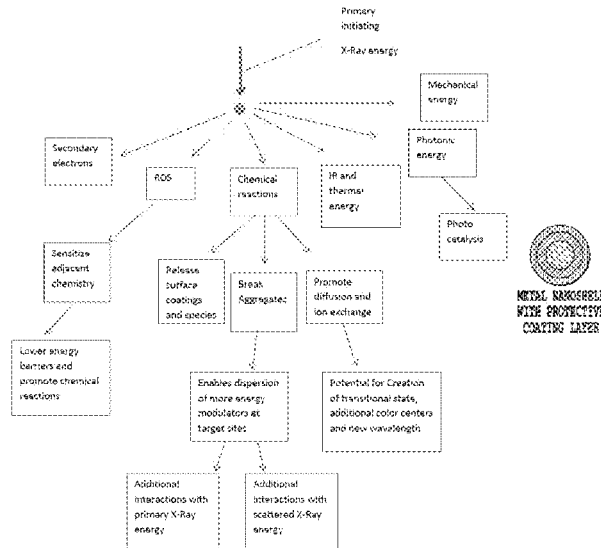 Primary
initiating
X-Ray energy
Mechanical
energy
Secondary
electrons
ROS
Chemical
reactions
IR and
thermal
energy
Photonic
energy
Photo
catalysis
Sensitize
adjacent
chemistry
Release
surface
coatings
and species
Break
Aggregates
Promote
diffusion and
ion exchange
METAL NANOSHELL
WITH PROTECTIVE
COATING LAYER
Lower energy
barriers and
promote chemical
reactions
Enables dispersion
of more energy
modulators at
target sites
Potential for Creation
of transitional state,
additional color centers
and new wavelength
Additional
interactions with
primary X-Ray
energy
Additional
interactions with
scattered X-Ray
energy